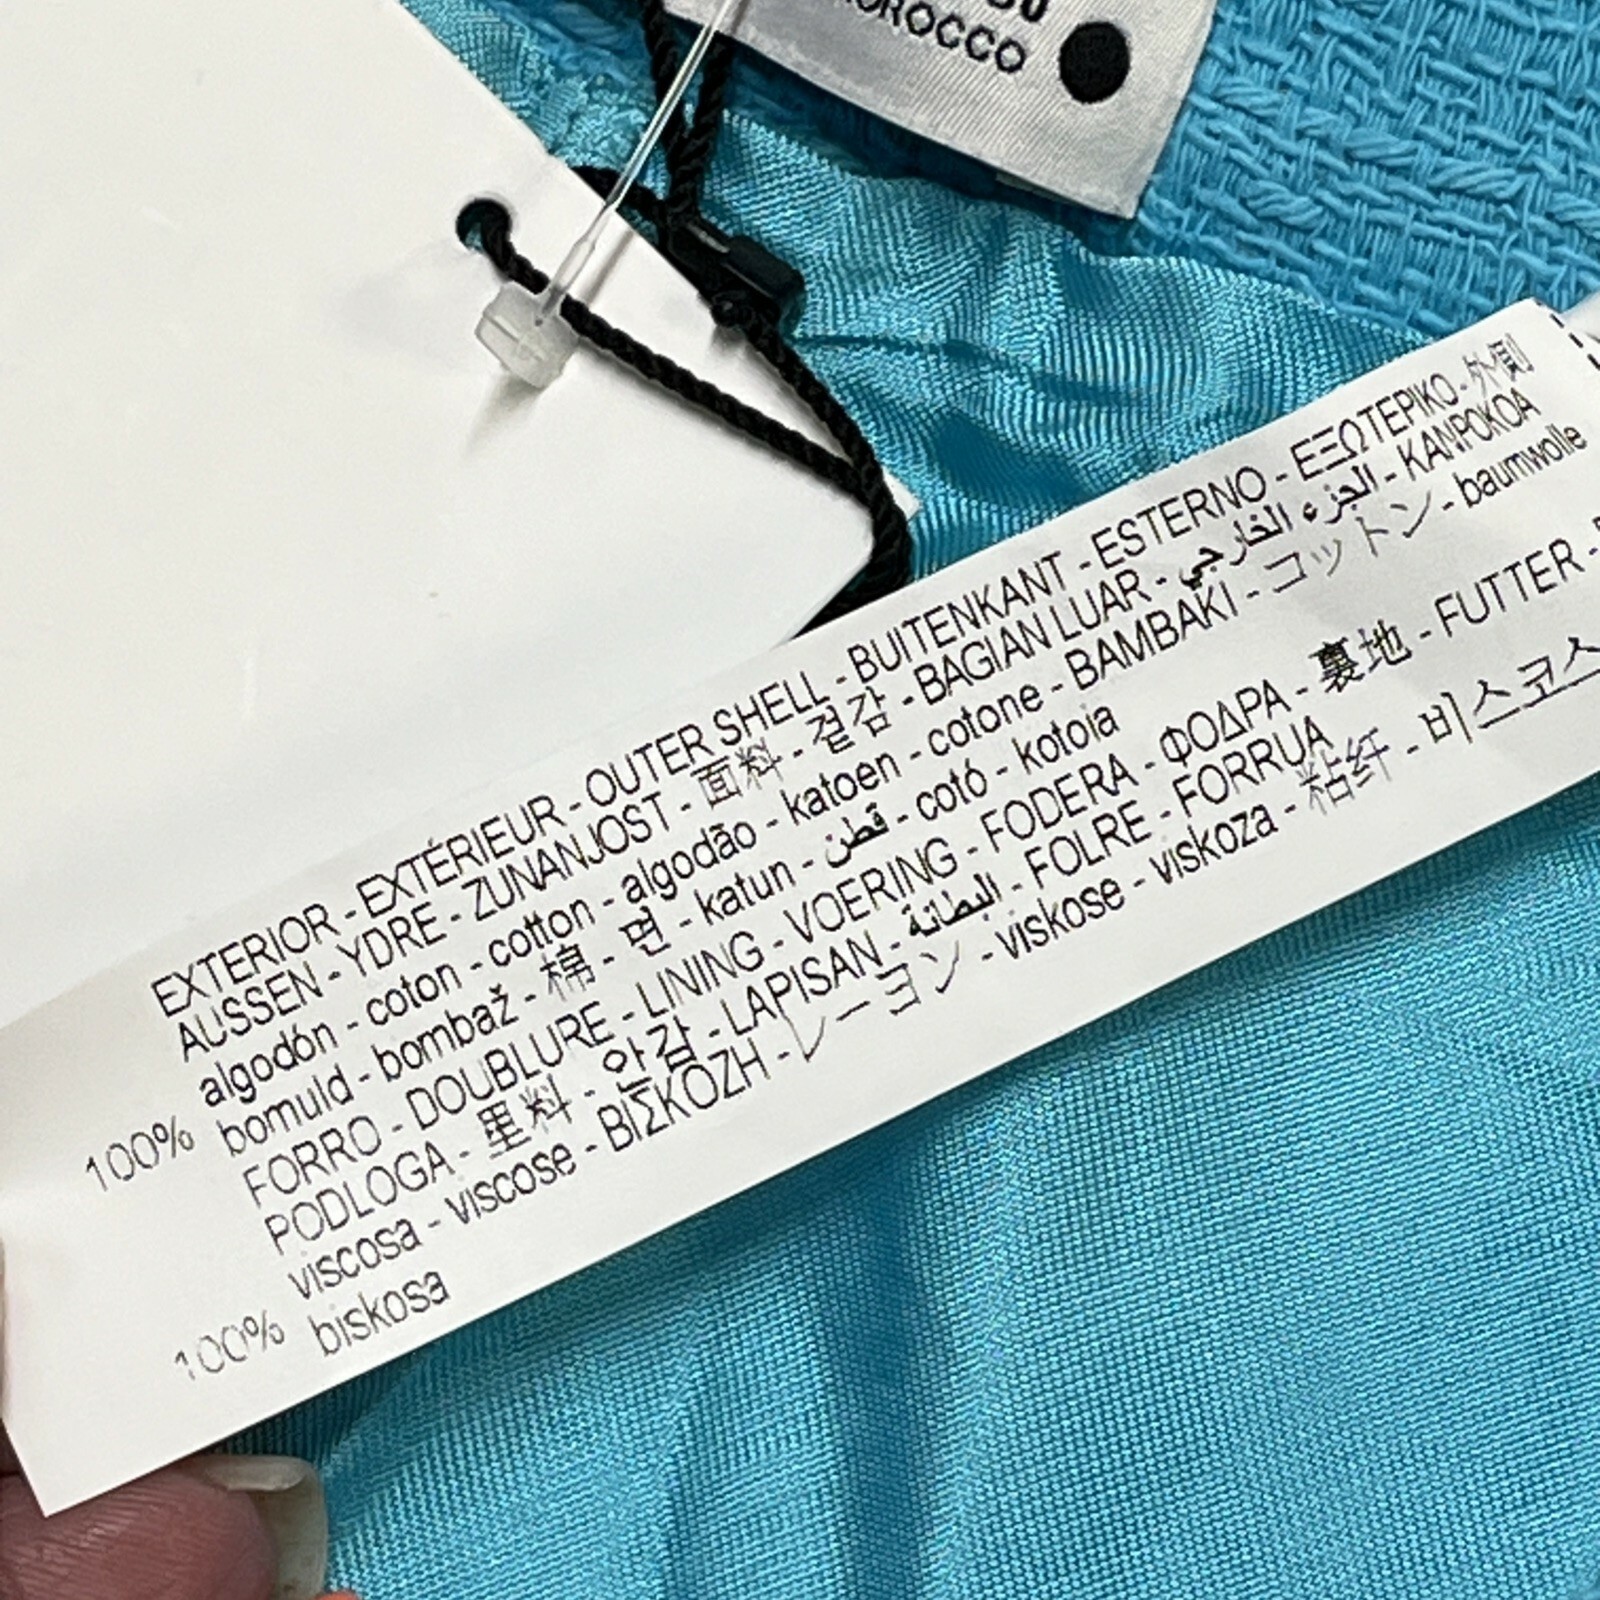 MOROCCO
EXTERIOR - EXTÉRIEUR - OUTER SHELL - BUITENKANT - ESTERNO - ΕΞΩΤΕΡΙΚΟ - 外側
AUSSEN - YDRE - ZUNANJOST - 面料 - 겉감 - BAGIAN LUAR - الجزء الخارجي - KANPOKOA
algodón - coton - cotton - algodão - katoen - cotone - BAMBAKI - コットン - baumwolle
100% bomuld - bombaž - 棉 - 면 - katun - قطن - cotó - kotoia
FORRO - DOUBLURE - LINING - VOERING - FODERA - ΦΟΔΡΑ - 裏地 - FUTTER -
PODLOGA - 里料 - 안감 - LAPISAN - البطانة - FOLRE - FORRUA
viscosa - viscose - ΒΙΣΚΟΖΗ - レーヨン - viskose - viskoza - 粘纤 - 비스코스
100% biskosa